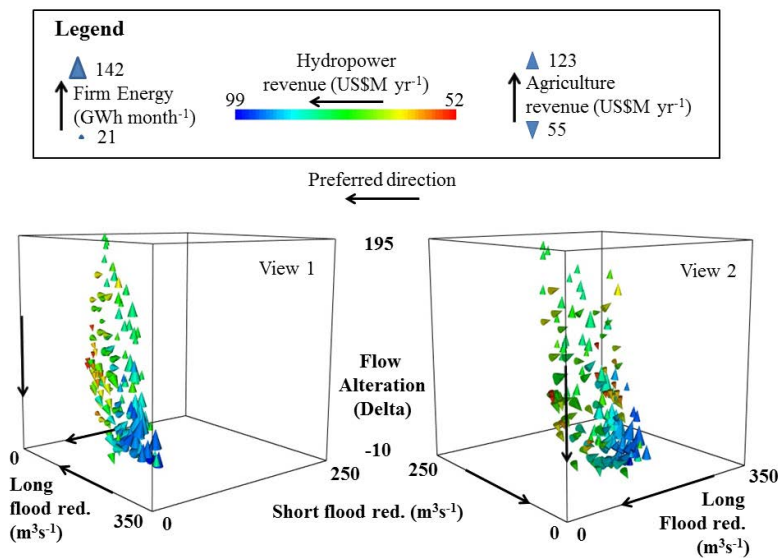 Legend
142
Firm Energy
(GWh month⁻¹)
21
Hydropower
revenue (US$M yr⁻¹)
99
52
123
Agriculture
revenue (US$M yr⁻¹)
55
Preferred direction
View 1
195
View 2
Flow
Alteration
(Delta)
-10
0
250
250
350
Long
flood red.
(m³s⁻¹)
350
0
Short flood red. (m³s⁻¹)
0
0
Long
Flood red.
(m³s⁻¹)